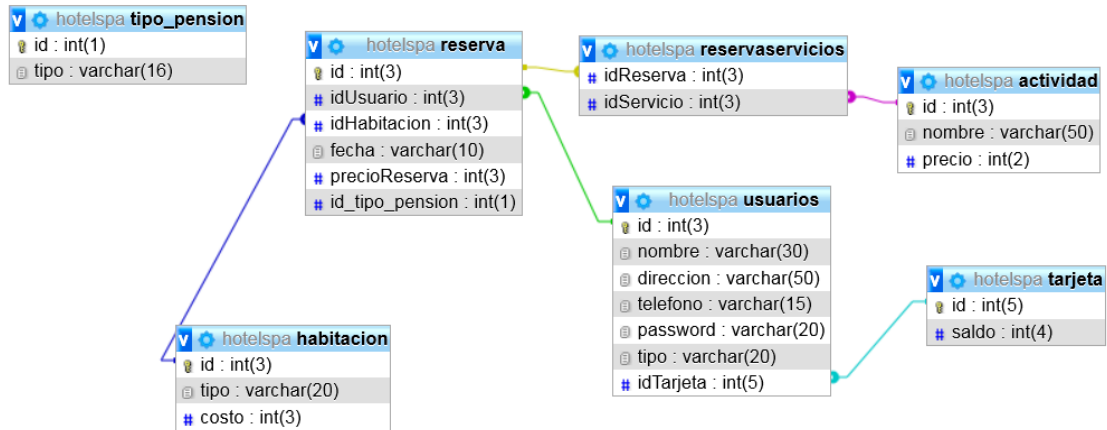 hotelspa tipo_pension
id : int(1)
tipo : varchar(16)
hotelspa reserva
id : int(3)
idUsuario : int(3)
idHabitacion : int(3)
fecha : varchar(10)
precioReserva : int(3)
id_tipo_pension : int(1)
hotelspa reservaservicios
idReserva : int(3)
idServicio : int(3)
hotelspa actividad
id : int(3)
nombre : varchar(50)
precio : int(2)
hotelspa usuarios
id : int(3)
nombre : varchar(30)
direccion : varchar(50)
telefono : varchar(15)
password : varchar(20)
tipo : varchar(20)
idTarjeta : int(5)
hotelspa tarjeta
id : int(5)
saldo : int(4)
hotelspa habitacion
id : int(3)
tipo : varchar(20)
costo : int(3)